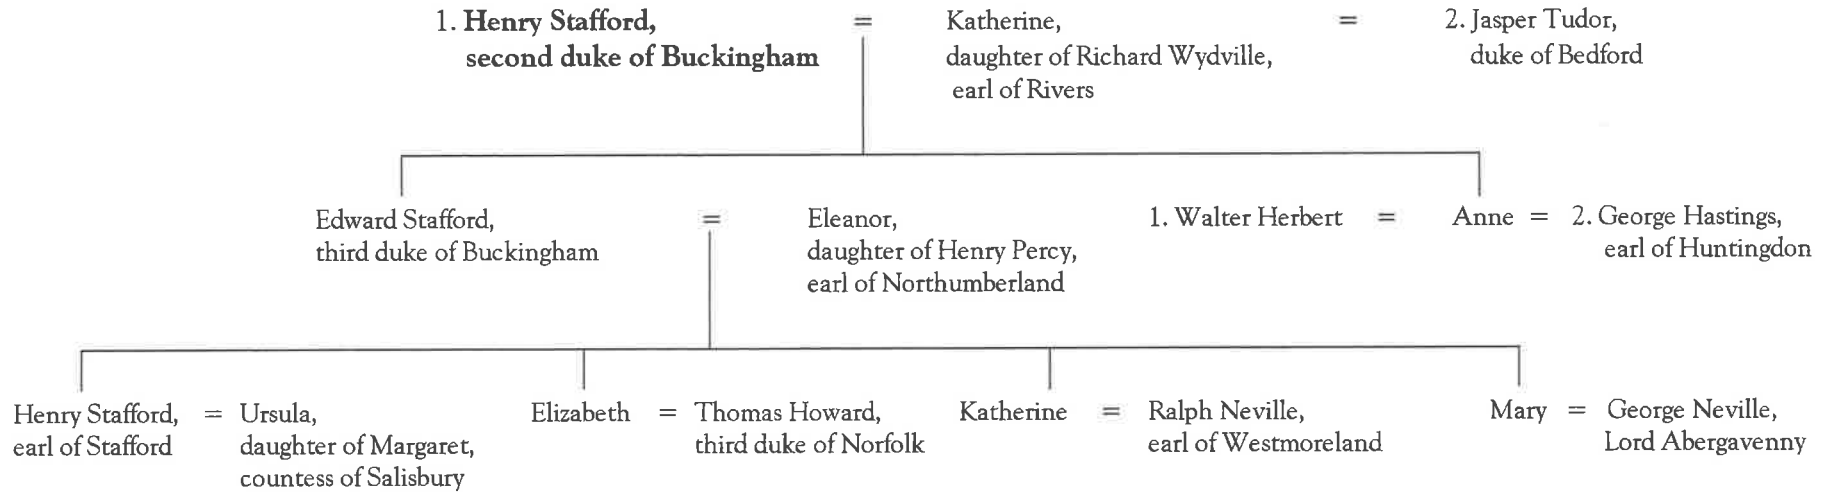 1. Henry Stafford, = Katherine, = 2. Jasper Tudor,
second duke of Buckingham daughter of Richard Wydville, duke of Bedford
earl of Rivers
Edward Stafford, = Eleanor, 1. Walter Herbert = Anne = 2. George Hastings,
third duke of Buckingham daughter of Henry Percy, earl of Huntingdon
earl of Northumberland
Henry Stafford, = Ursula, Elizabeth = Thomas Howard, Katherine = Ralph Neville, Mary = George Neville,
earl of Stafford daughter of Margaret, third duke of Norfolk earl of Westmoreland Lord Abergavenny
countess of Salisbury